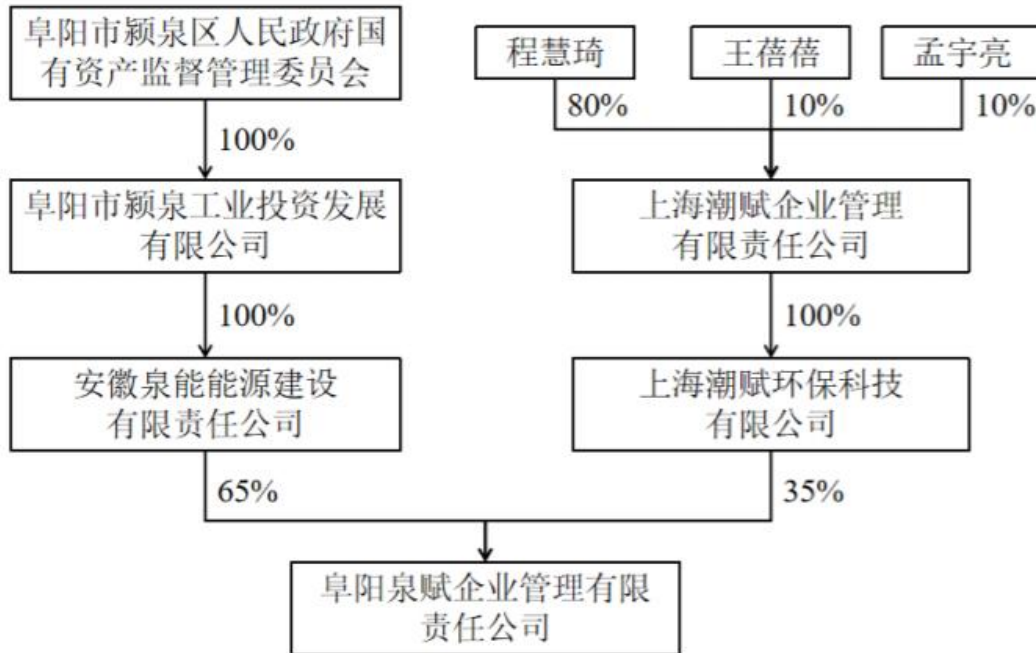 阜阳市颍泉区人民政府国
有资产监督管理委员会
程慧琦
王蓓蓓
孟宇亮
80%
10%
10%
100%
阜阳市颍泉工业投资发展
有限公司
上海潮赋企业管理
有限责任公司
100%
100%
安徽泉能能源建设
有限责任公司
上海潮赋环保科技
有限公司
65%
35%
阜阳泉赋企业管理有限
责任公司